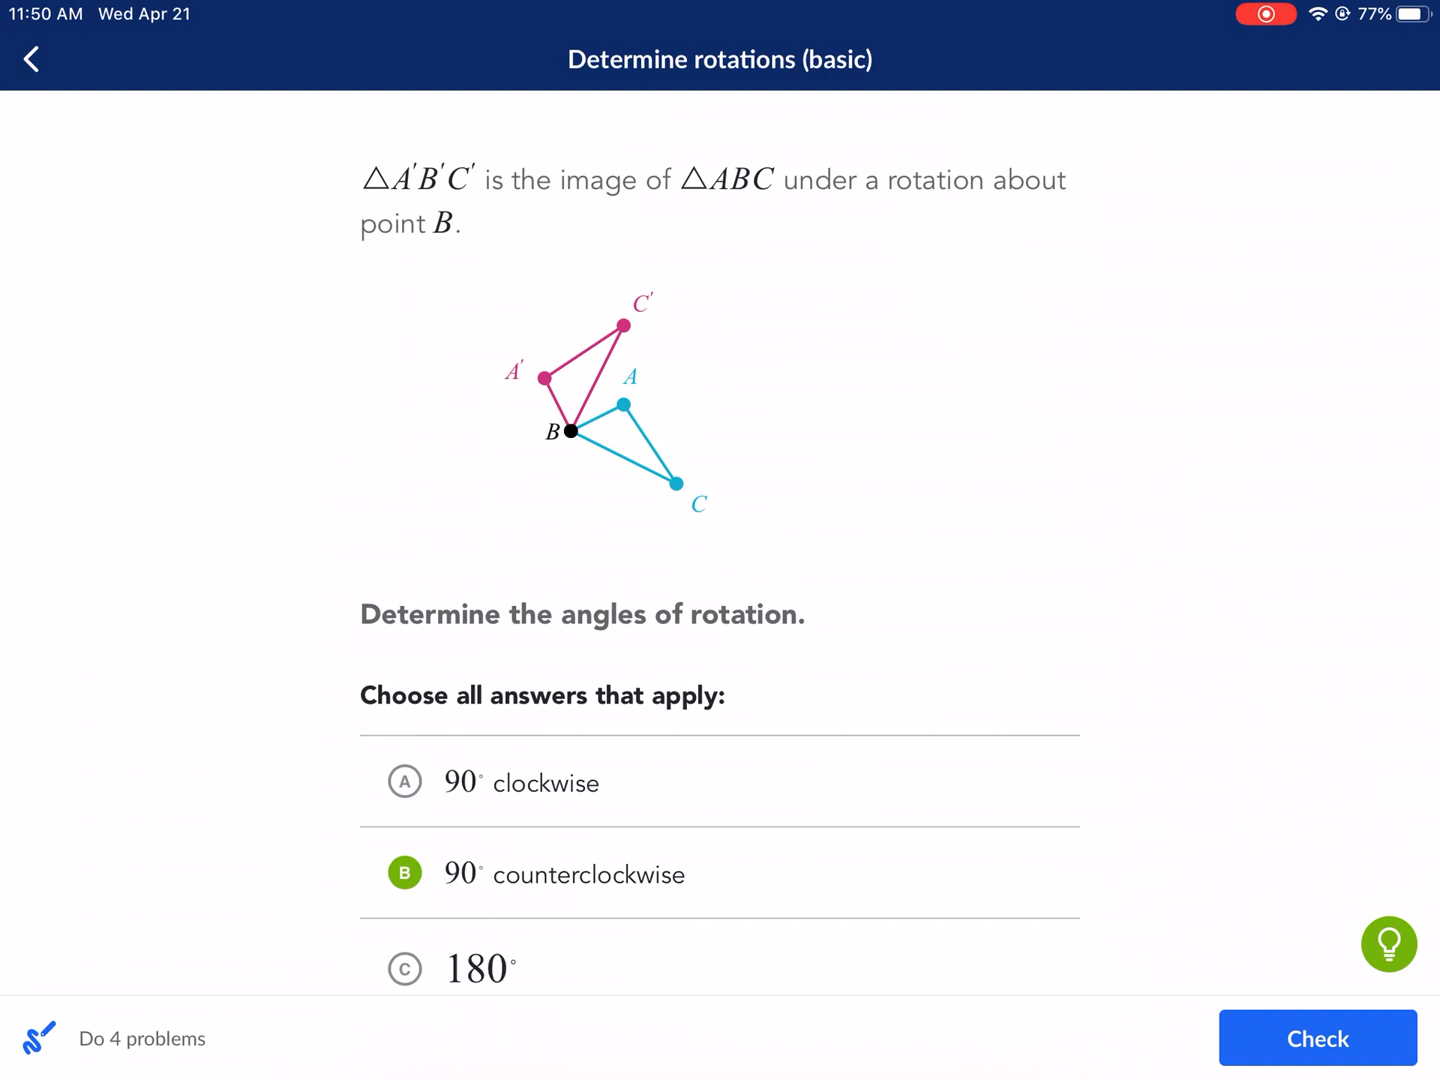 11:50 AM Wed Apr 21
77%
Determine rotations (basic)
△A′B′C′ is the image of △ABC under a rotation about
point B.
C′
A′
A
B
C
Determine the angles of rotation.
Choose all answers that apply:
A 90° clockwise
B 90° counterclockwise
C 180°
Do 4 problems
Check